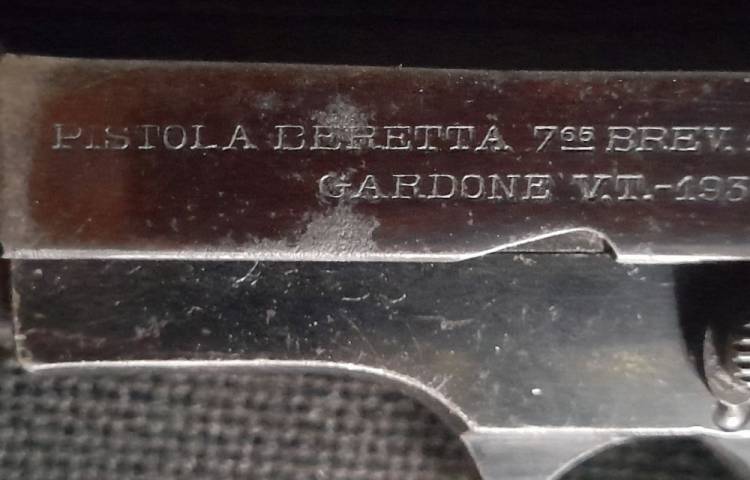 PISTOLA BERETTA 7⁶⁵ BREV.
GARDONE V.T.-193